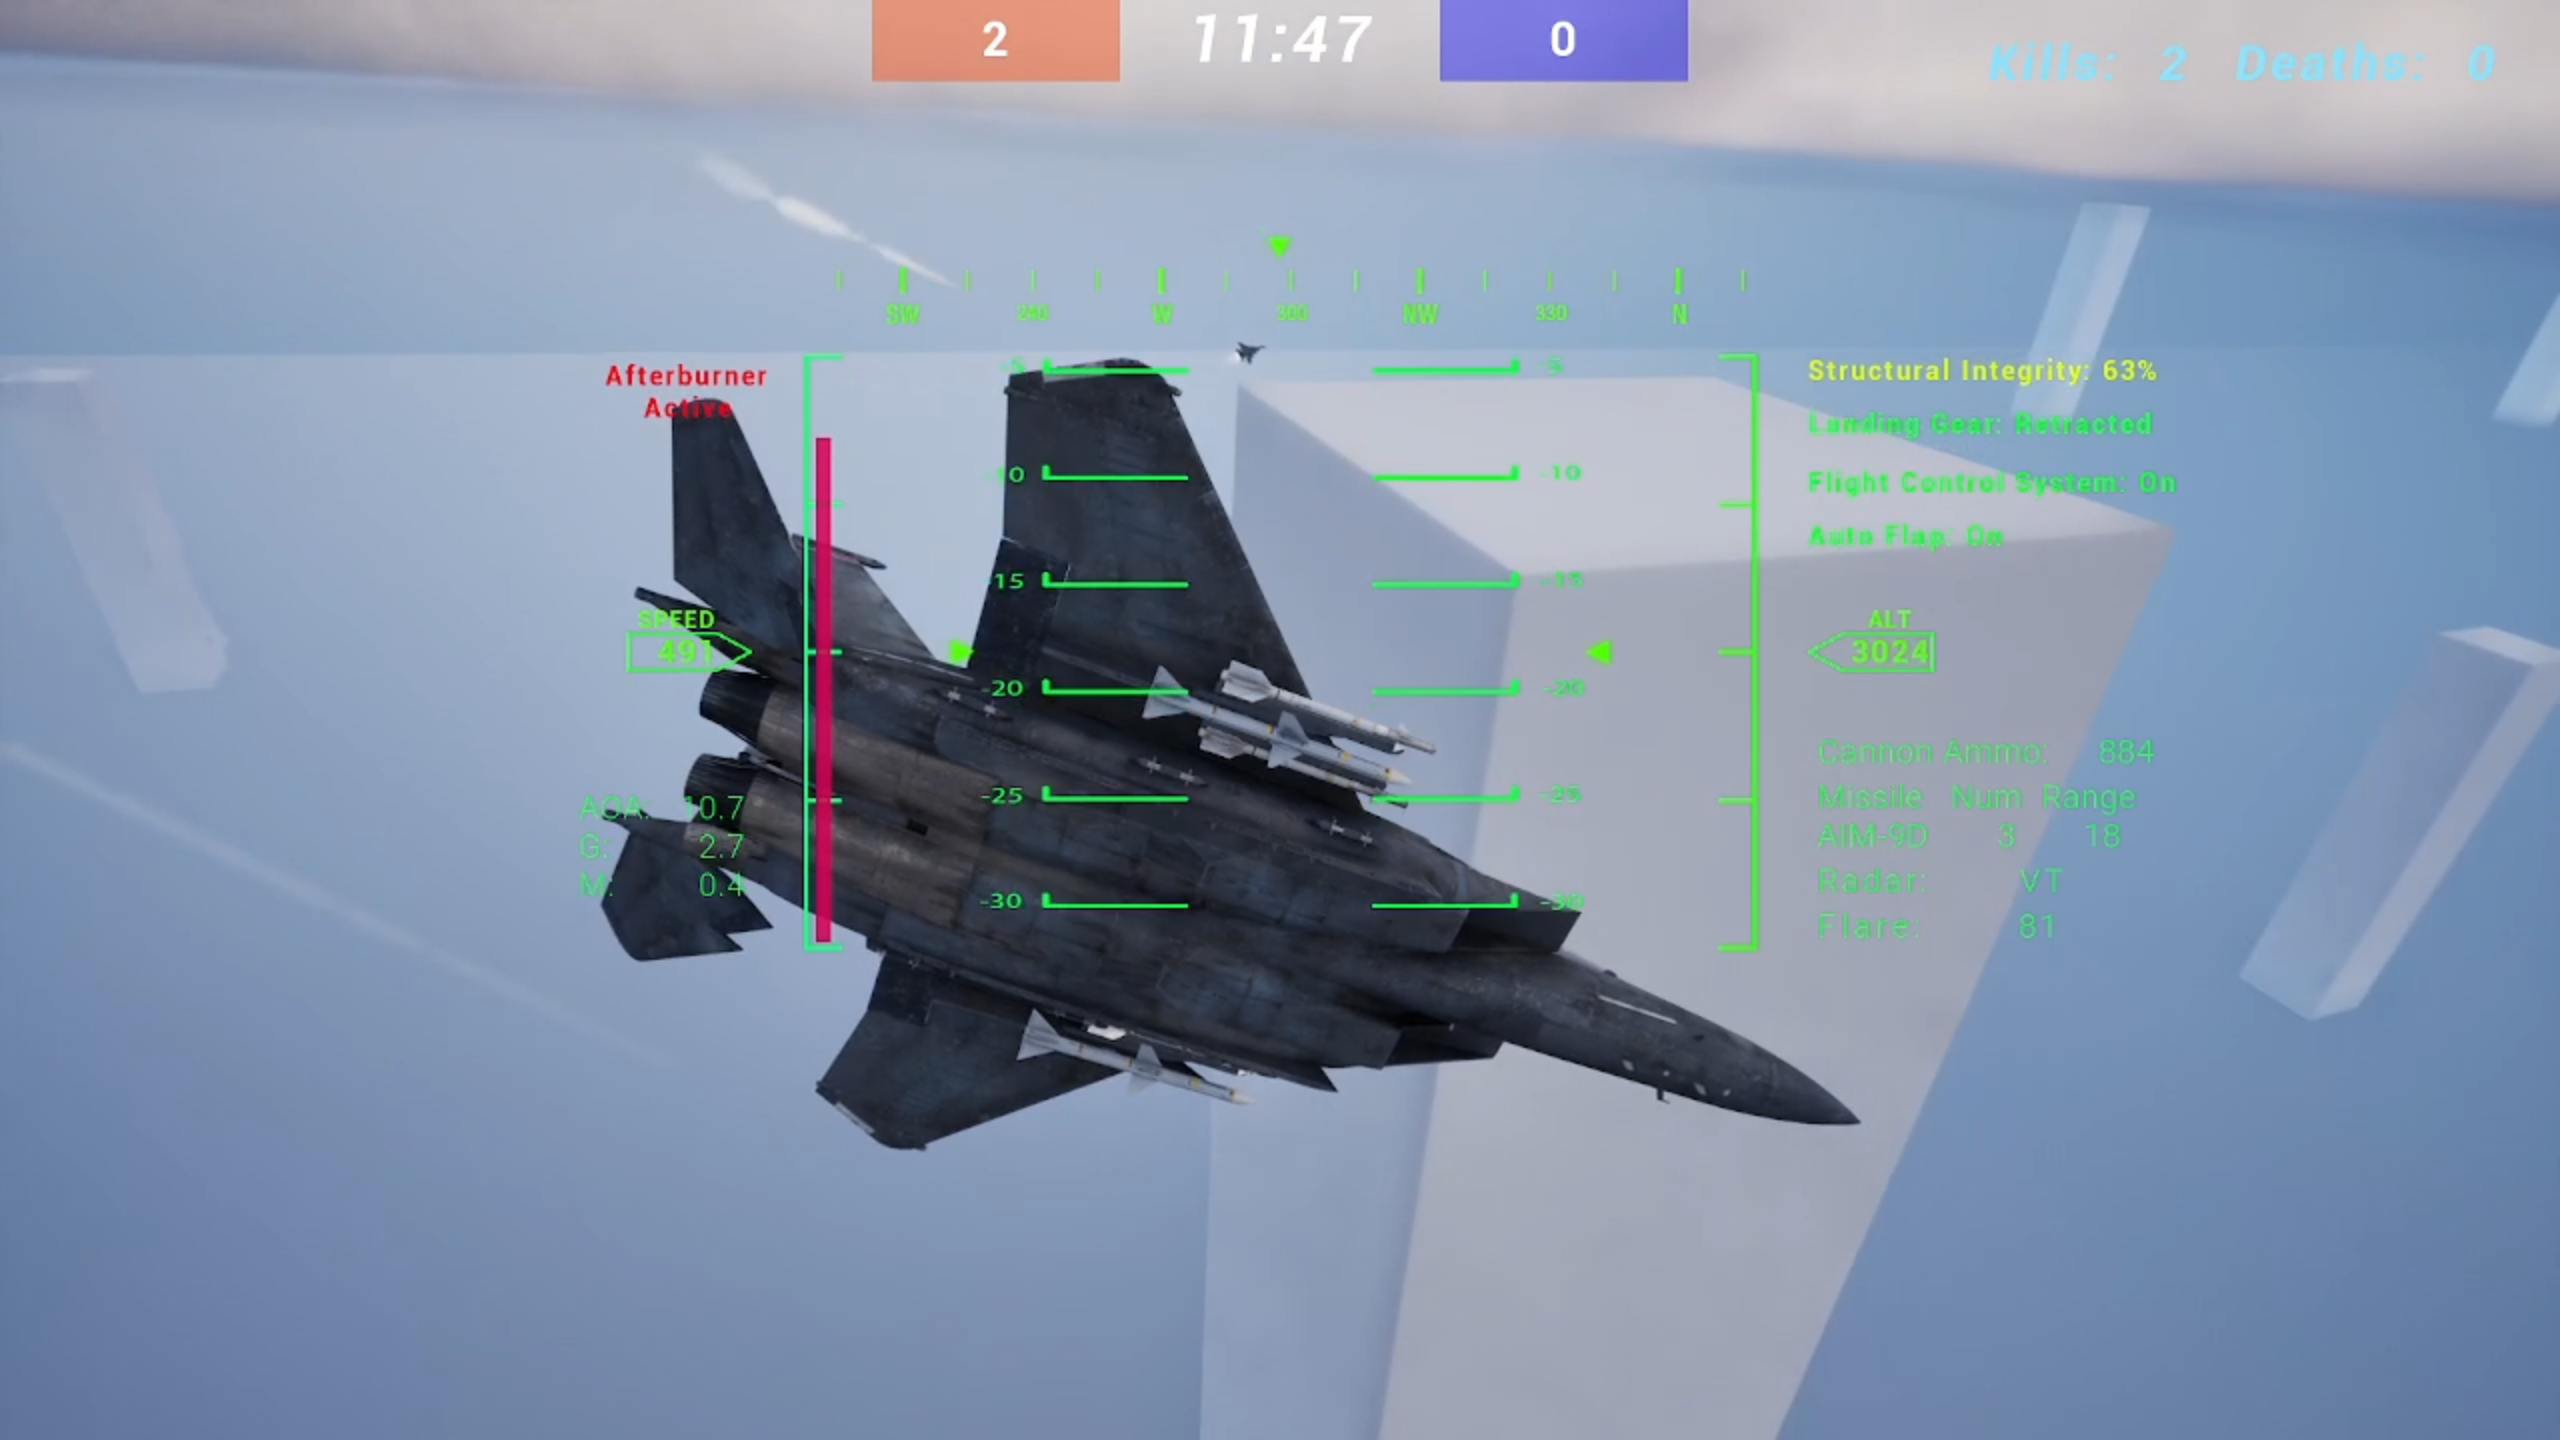 2 11:47 0
Kills: 2 Deaths: 0
SW 240 W 300 NW 330 N
Afterburner
Active
-5 -5
-10 -10
-15 -15
-20 -20
-25 -25
-30 -30
SPEED
491
AOA: 10.7
G: 2.7
M: 0.4
Structural Integrity: 63%
Landing Gear: Retracted
Flight Control System: On
Auto Flap: On
ALT
3024
Cannon Ammo: 884
Missile Num Range
AIM-9D 3 18
Radar: VT
Flare: 81